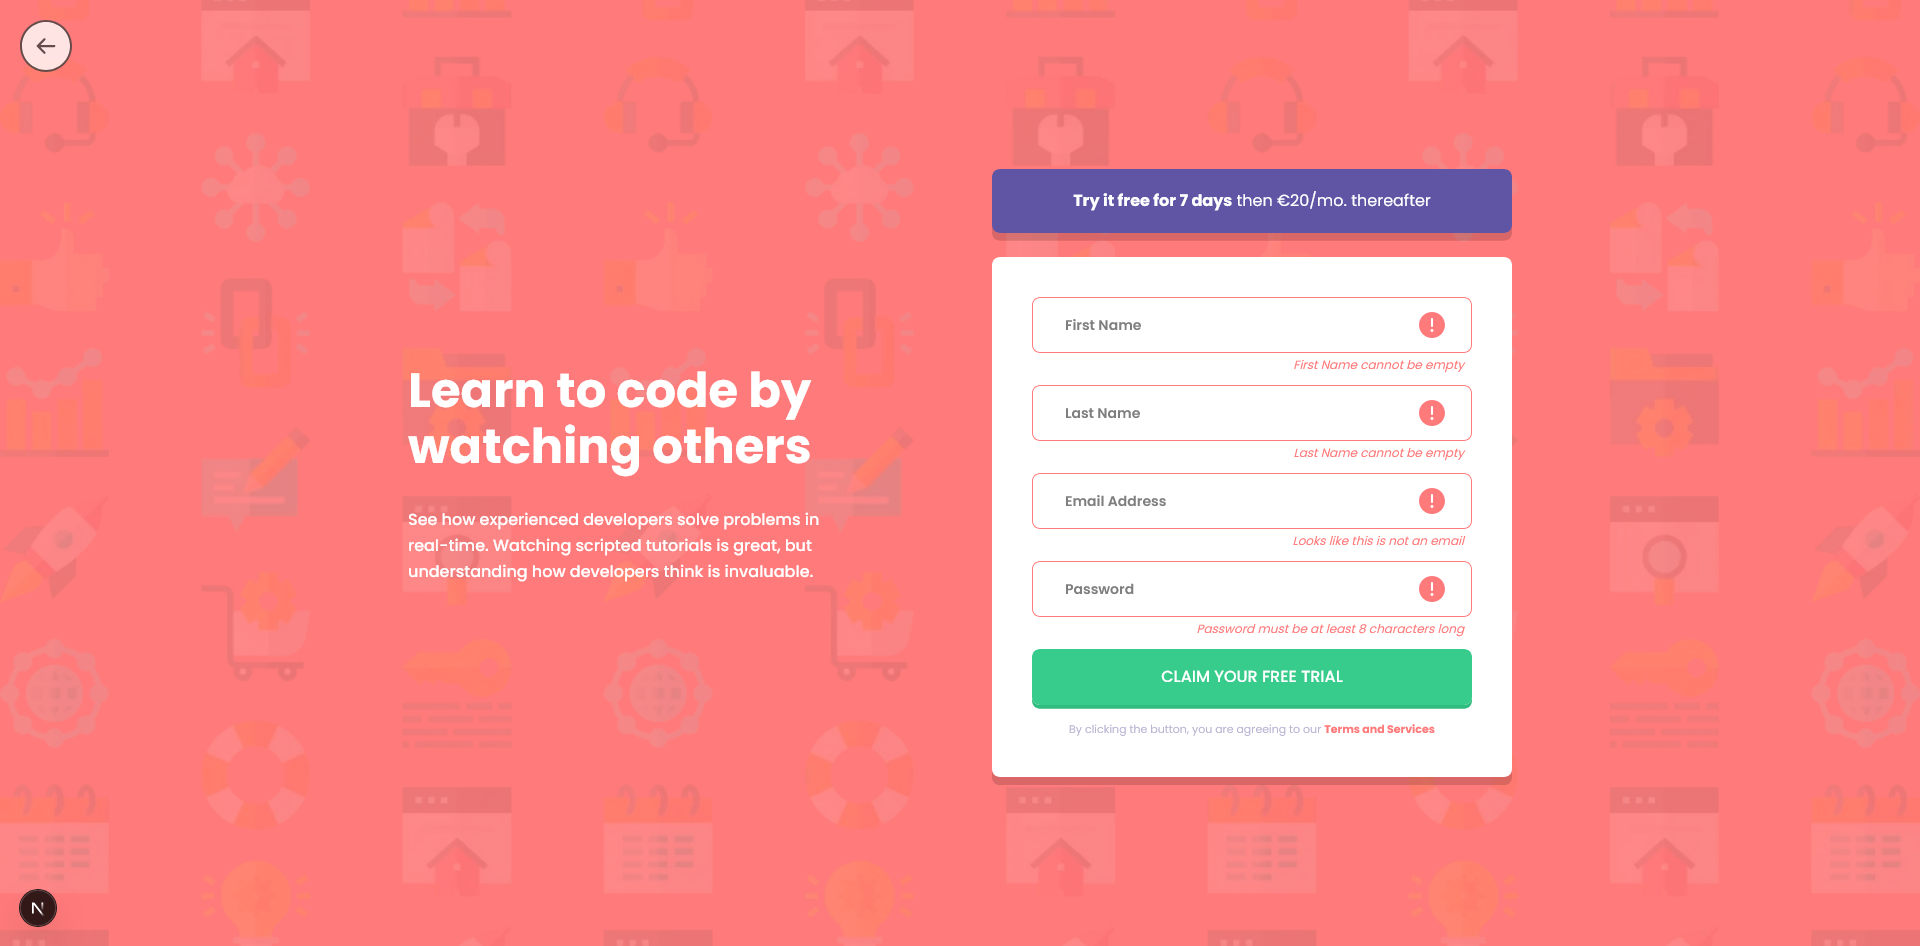 Learn to code by
watching others
See how experienced developers solve problems in
real-time. Watching scripted tutorials is great, but
understanding how developers think is invaluable.
Try it free for 7 days then €20/mo. thereafter
First Name
First Name cannot be empty
Last Name
Last Name cannot be empty
Email Address
Looks like this is not an email
Password
Password must be at least 8 characters long
CLAIM YOUR FREE TRIAL
By clicking the button, you are agreeing to our Terms and Services
N